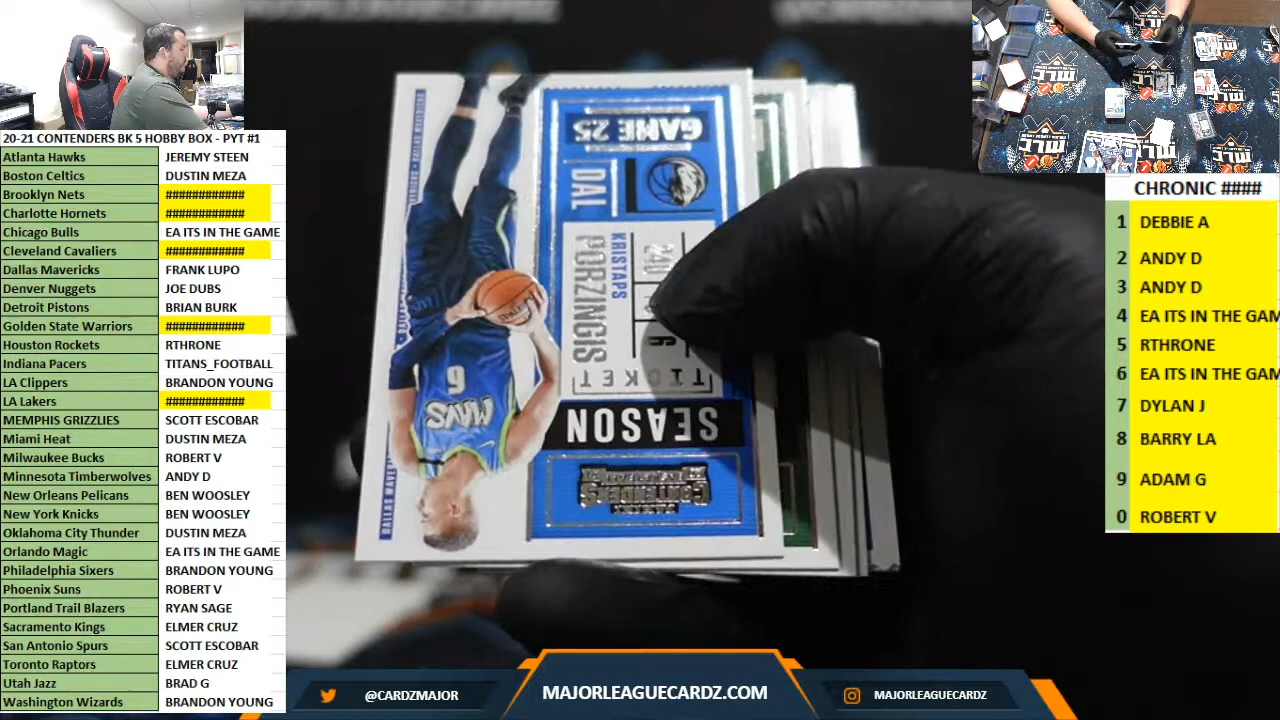 20-21 CONTENDERS BK 5 HOBBY BOX - PYT #1
Atlanta Hawks JEREMY STEEN
Boston Celtics DUSTIN MEZA
Brooklyn Nets ############
Charlotte Hornets ############
Chicago Bulls EA ITS IN THE GAME
Cleveland Cavaliers ############
Dallas Mavericks FRANK LUPO
Denver Nuggets JOE DUBS
Detroit Pistons BRIAN BURK
Golden State Warriors ############
Houston Rockets RTHRONE
Indiana Pacers TITANS_FOOTBALL
LA Clippers BRANDON YOUNG
LA Lakers ############
MEMPHIS GRIZZLIES SCOTT ESCOBAR
Miami Heat DUSTIN MEZA
Milwaukee Bucks ROBERT V
Minnesota Timberwolves ANDY D
New Orleans Pelicans BEN WOOSLEY
New York Knicks BEN WOOSLEY
Oklahoma City Thunder DUSTIN MEZA
Orlando Magic EA ITS IN THE GAME
Philadelphia Sixers BRANDON YOUNG
Phoenix Suns ROBERT V
Portland Trail Blazers RYAN SAGE
Sacramento Kings ELMER CRUZ
San Antonio Spurs SCOTT ESCOBAR
Toronto Raptors ELMER CRUZ
Utah Jazz BRAD G
Washington Wizards BRANDON YOUNG
GAME 25
DAL
KRISTAPS
PORZINGIS
240
6
TICKET
SEASON
CONTENDERS
MAVS
6
MLC
CHRONIC ####
1 DEBBIE A
2 ANDY D
3 ANDY D
4 EA ITS IN THE GAM
5 RTHRONE
6 EA ITS IN THE GAM
7 DYLAN J
8 BARRY LA
9 ADAM G
0 ROBERT V
@CARDZMAJOR
MAJORLEAGUECARDZ.COM
MAJORLEAGUECARDZ